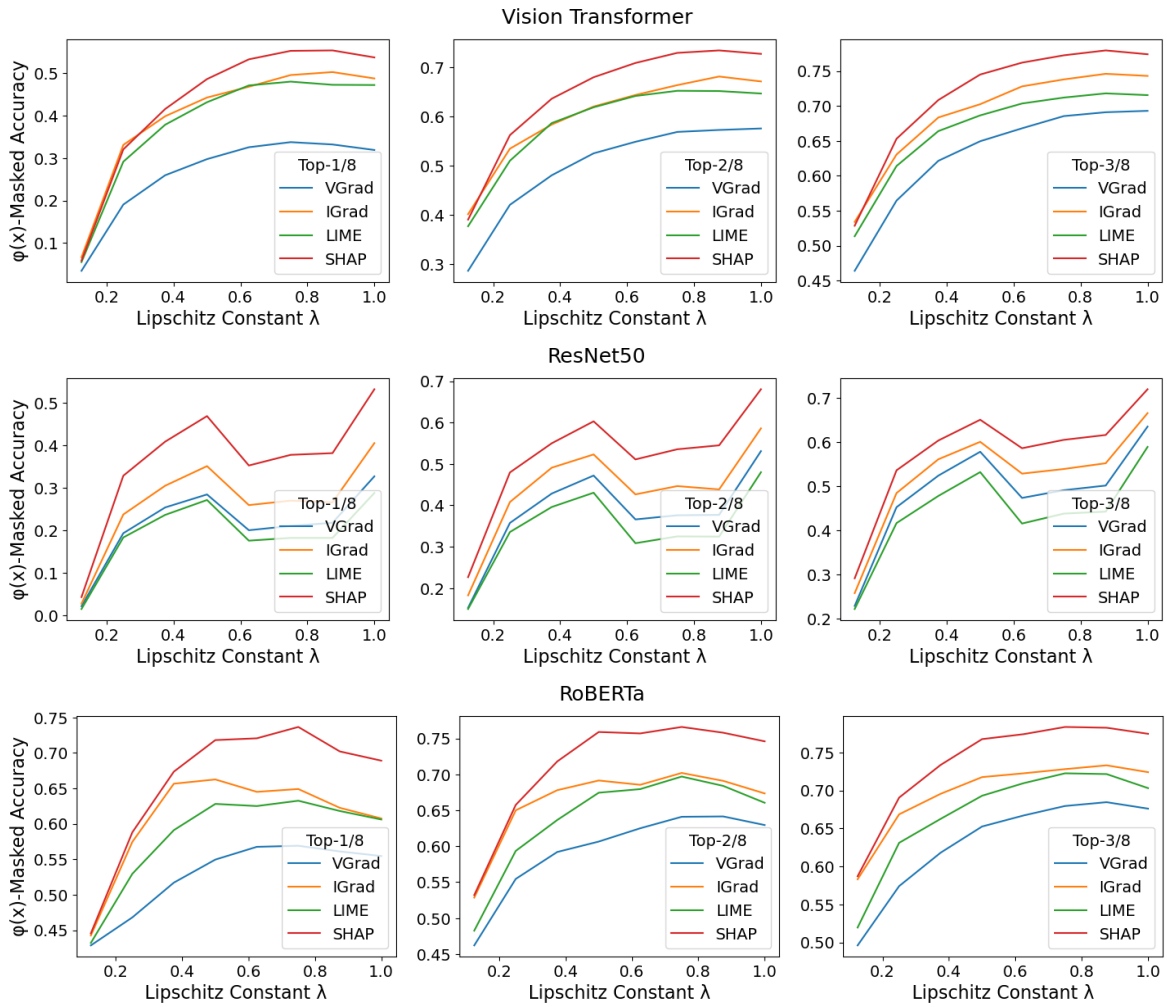 Vision Transformer
φ(x)-Masked Accuracy
0.5
0.4
0.3
0.2
0.1
0.2 0.4 0.6 0.8 1.0
Lipschitz Constant λ
Top-1/8
VGrad
IGrad
LIME
SHAP
0.7
0.6
0.5
0.4
0.3
0.2 0.4 0.6 0.8 1.0
Lipschitz Constant λ
Top-2/8
VGrad
IGrad
LIME
SHAP
0.75
0.70
0.65
0.60
0.55
0.50
0.45
0.2 0.4 0.6 0.8 1.0
Lipschitz Constant λ
Top-3/8
VGrad
IGrad
LIME
SHAP
ResNet50
φ(x)-Masked Accuracy
0.5
0.4
0.3
0.2
0.1
0.0
0.2 0.4 0.6 0.8 1.0
Lipschitz Constant λ
Top-1/8
VGrad
IGrad
LIME
SHAP
0.7
0.6
0.5
0.4
0.3
0.2
0.2 0.4 0.6 0.8 1.0
Lipschitz Constant λ
Top-2/8
VGrad
IGrad
LIME
SHAP
0.7
0.6
0.5
0.4
0.3
0.2
0.2 0.4 0.6 0.8 1.0
Lipschitz Constant λ
Top-3/8
VGrad
IGrad
LIME
SHAP
RoBERTa
φ(x)-Masked Accuracy
0.75
0.70
0.65
0.60
0.55
0.50
0.45
0.2 0.4 0.6 0.8 1.0
Lipschitz Constant λ
Top-1/8
VGrad
IGrad
LIME
SHAP
0.75
0.70
0.65
0.60
0.55
0.50
0.45
0.2 0.4 0.6 0.8 1.0
Lipschitz Constant λ
Top-2/8
VGrad
IGrad
LIME
SHAP
0.75
0.70
0.65
0.60
0.55
0.50
0.2 0.4 0.6 0.8 1.0
Lipschitz Constant λ
Top-3/8
VGrad
IGrad
LIME
SHAP